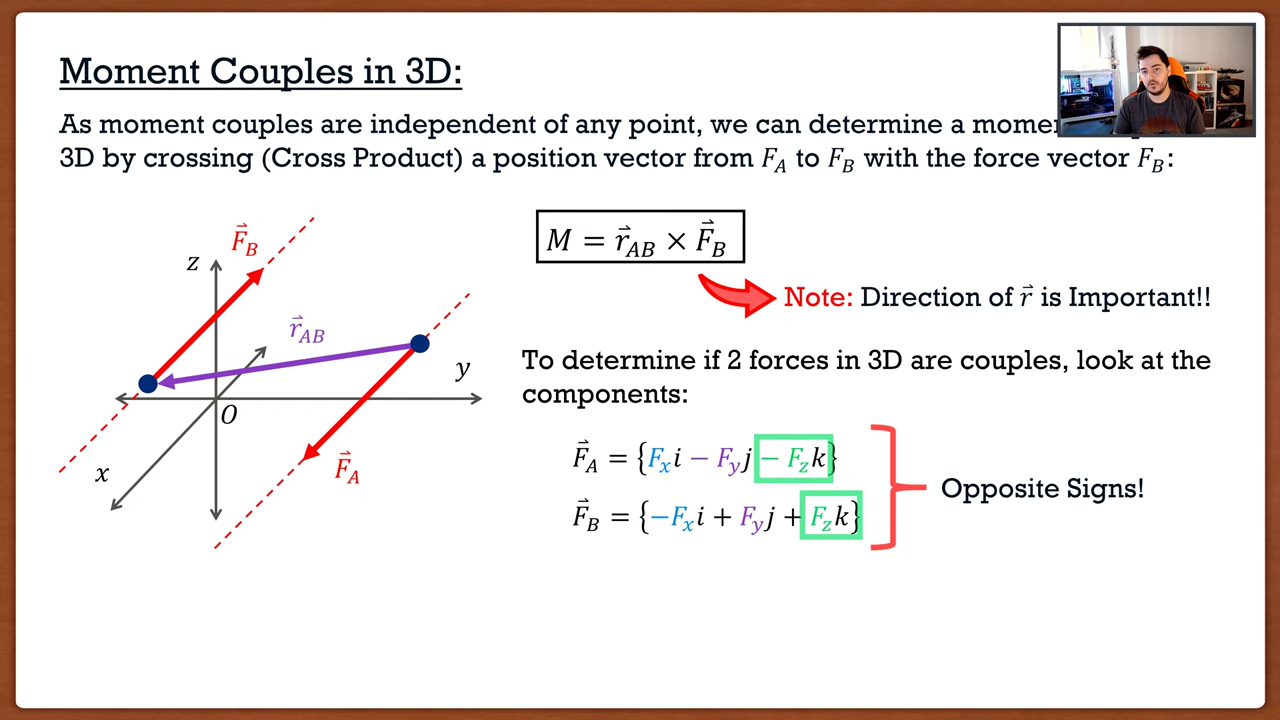 Moment Couples in 3D:
As moment couples are independent of any point, we can determine a
3D by crossing (Cross Product) a position vector from F_A to F_B with the force vector F_B:
F⃗_B
z
M = r⃗_AB × F⃗_B
Note: Direction of r⃗ is Important!!
r⃗_AB
y
O
x
F⃗_A
To determine if 2 forces in 3D are couples, look at the
components:
F⃗_A = {F_x i − F_y j − F_z k}
F⃗_B = {−F_x i + F_y j + F_z k}
Opposite Signs!